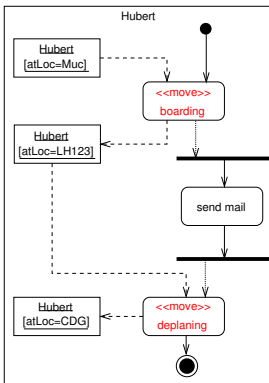 Hubert
Hubert
[atLoc=Muc]
<<move>>
boarding
Hubert
[atLoc=LH123]
send mail
Hubert
[atLoc=CDG]
<<move>>
deplaning